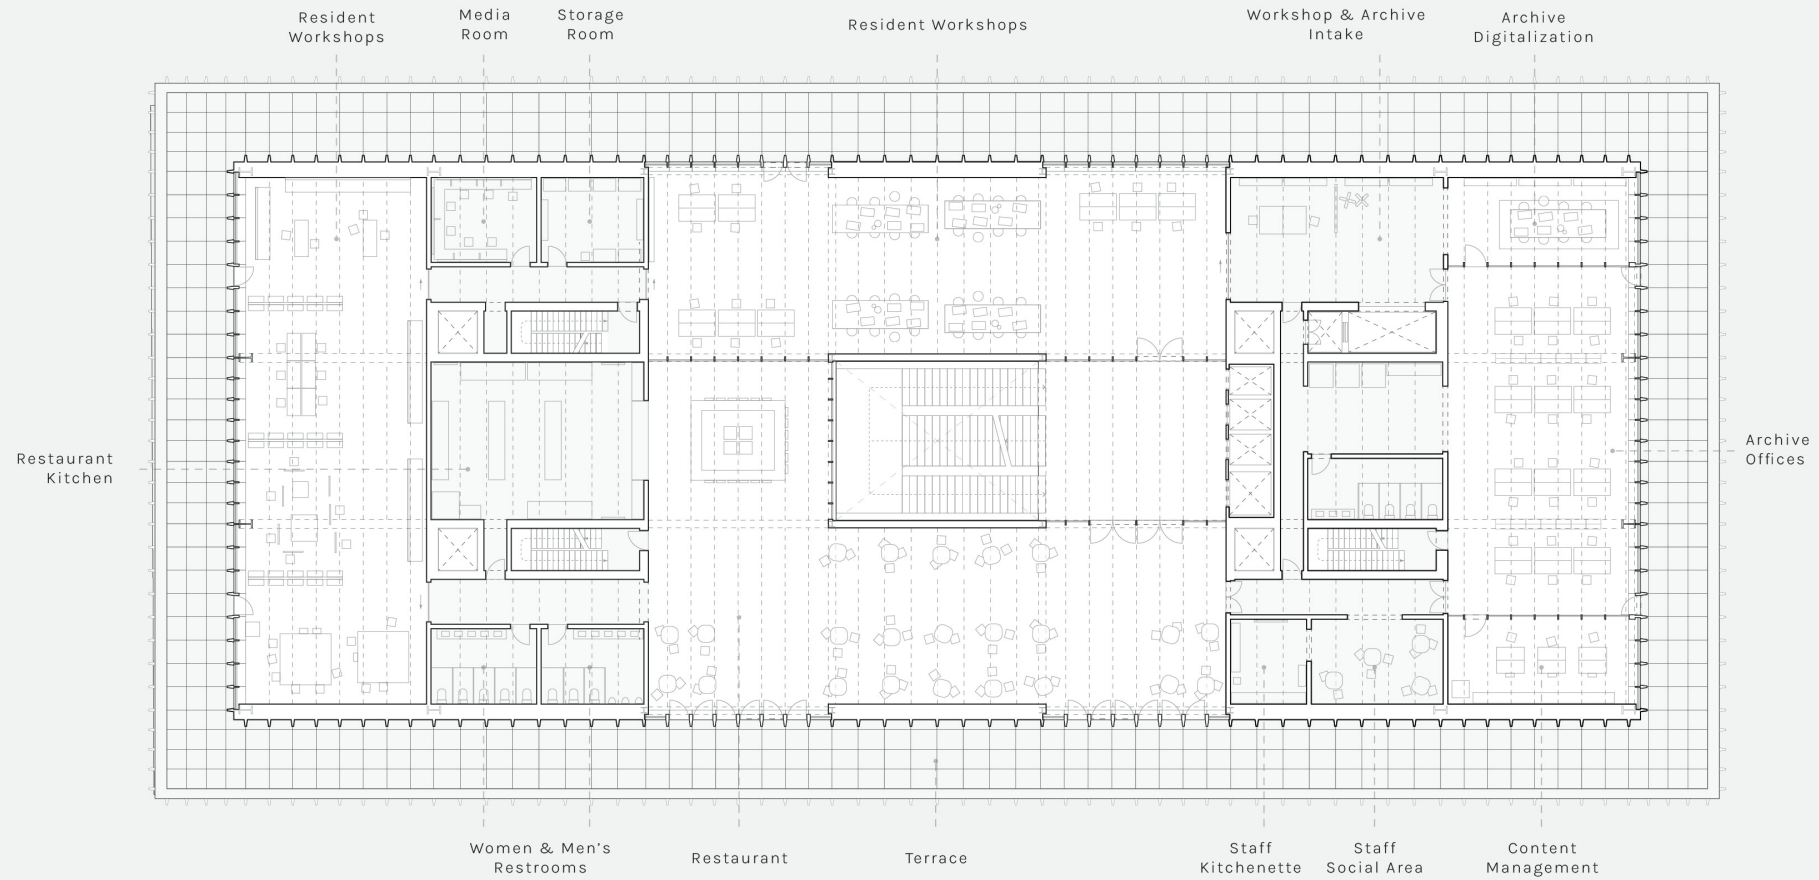 Resident
Workshops
Media
Room
Storage
Room
Resident Workshops
Workshop & Archive
Intake
Archive
Digitalization
Restaurant
Kitchen
Archive
Offices
Women & Men's
Restrooms
Restaurant
Terrace
Staff
Kitchenette
Staff
Social Area
Content
Management